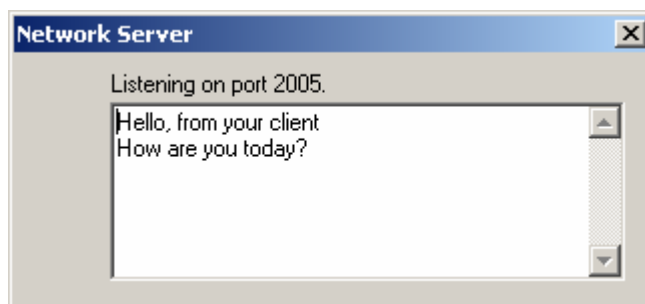 Network Server
Listening on port 2005.
Hello, from your client
How are you today?